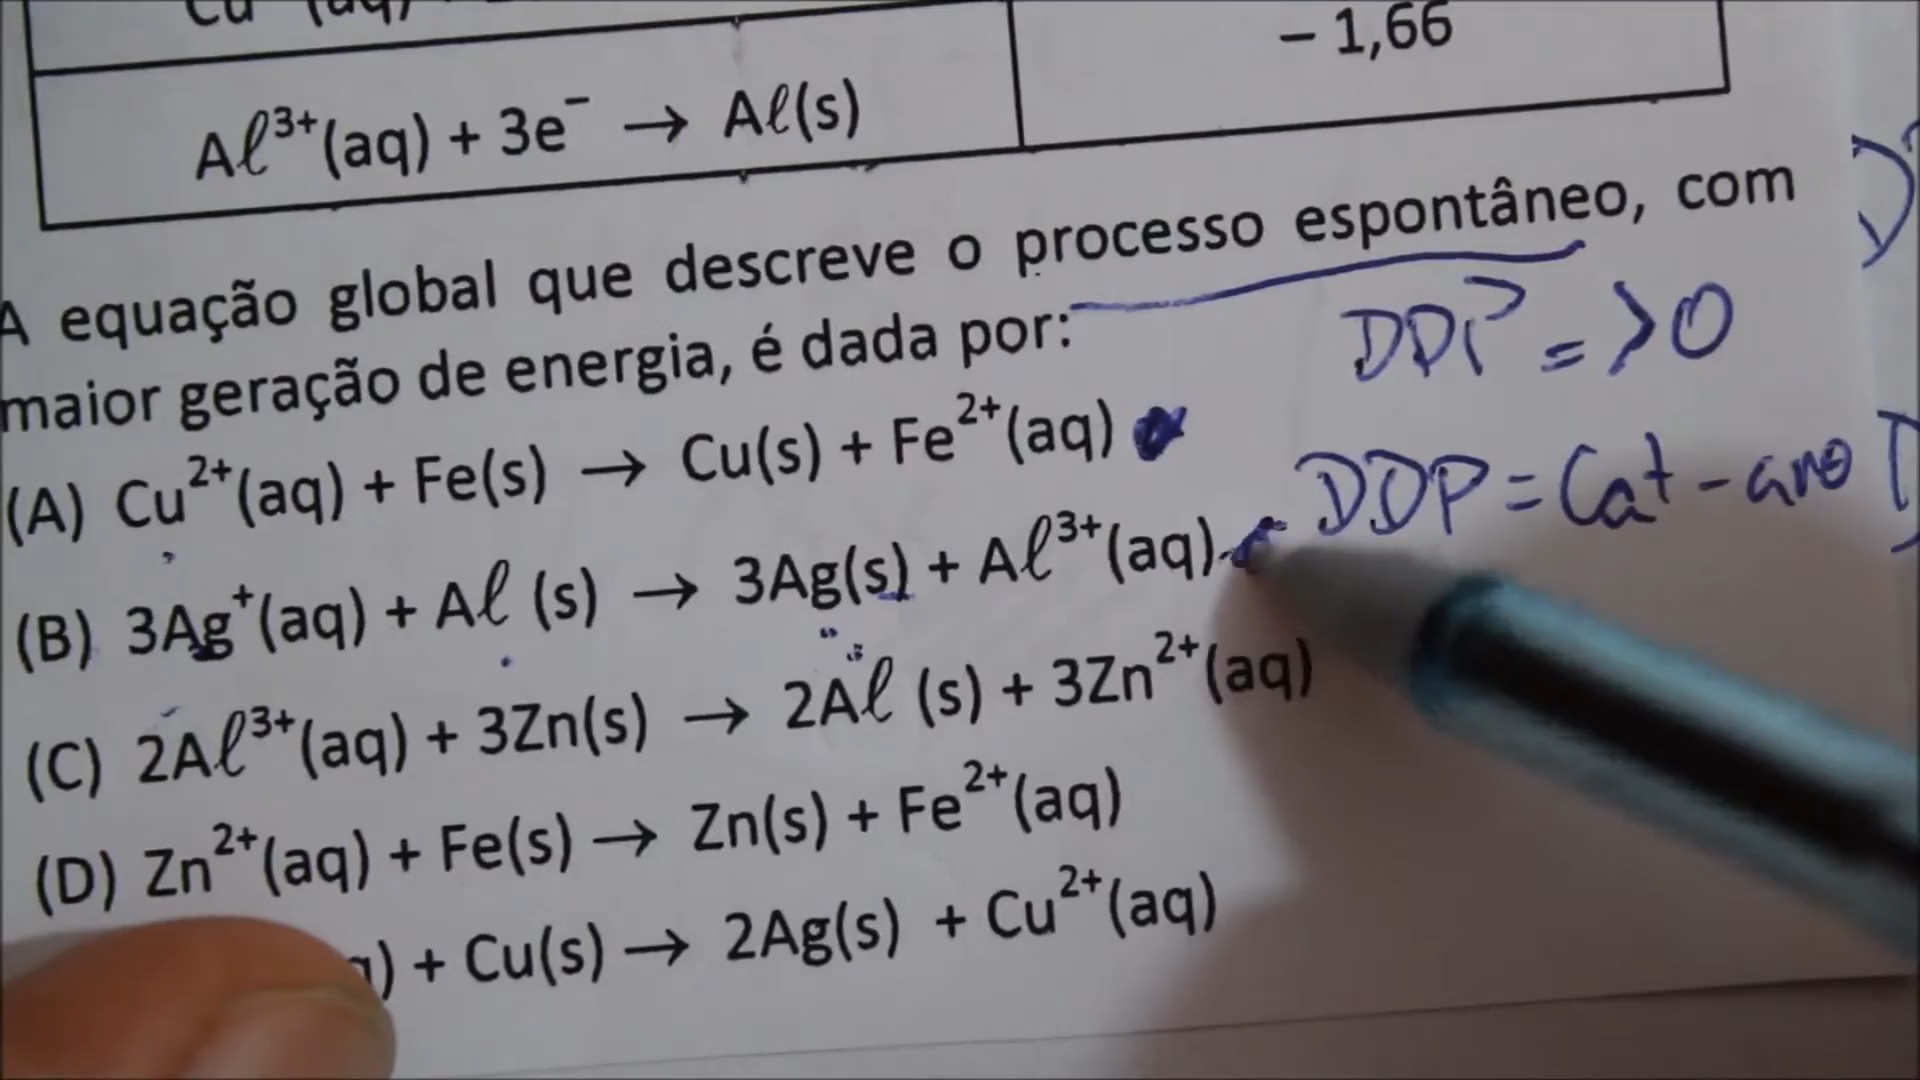 – 1,66
Aℓ³⁺(aq) + 3e⁻ → Aℓ(s)
A equação global que descreve o processo espontâneo, com
maior geração de energia, é dada por:
DDP = >0
(A) Cu²⁺(aq) + Fe(s) → Cu(s) + Fe²⁺(aq)
DDP = Cat - ano
(B) 3Ag⁺(aq) + Aℓ (s) → 3Ag(s) + Aℓ³⁺(aq)
(C) 2Aℓ³⁺(aq) + 3Zn(s) → 2Aℓ (s) + 3Zn²⁺(aq)
(D) Zn²⁺(aq) + Fe(s) → Zn(s) + Fe²⁺(aq)
) + Cu(s) → 2Ag(s) + Cu²⁺(aq)